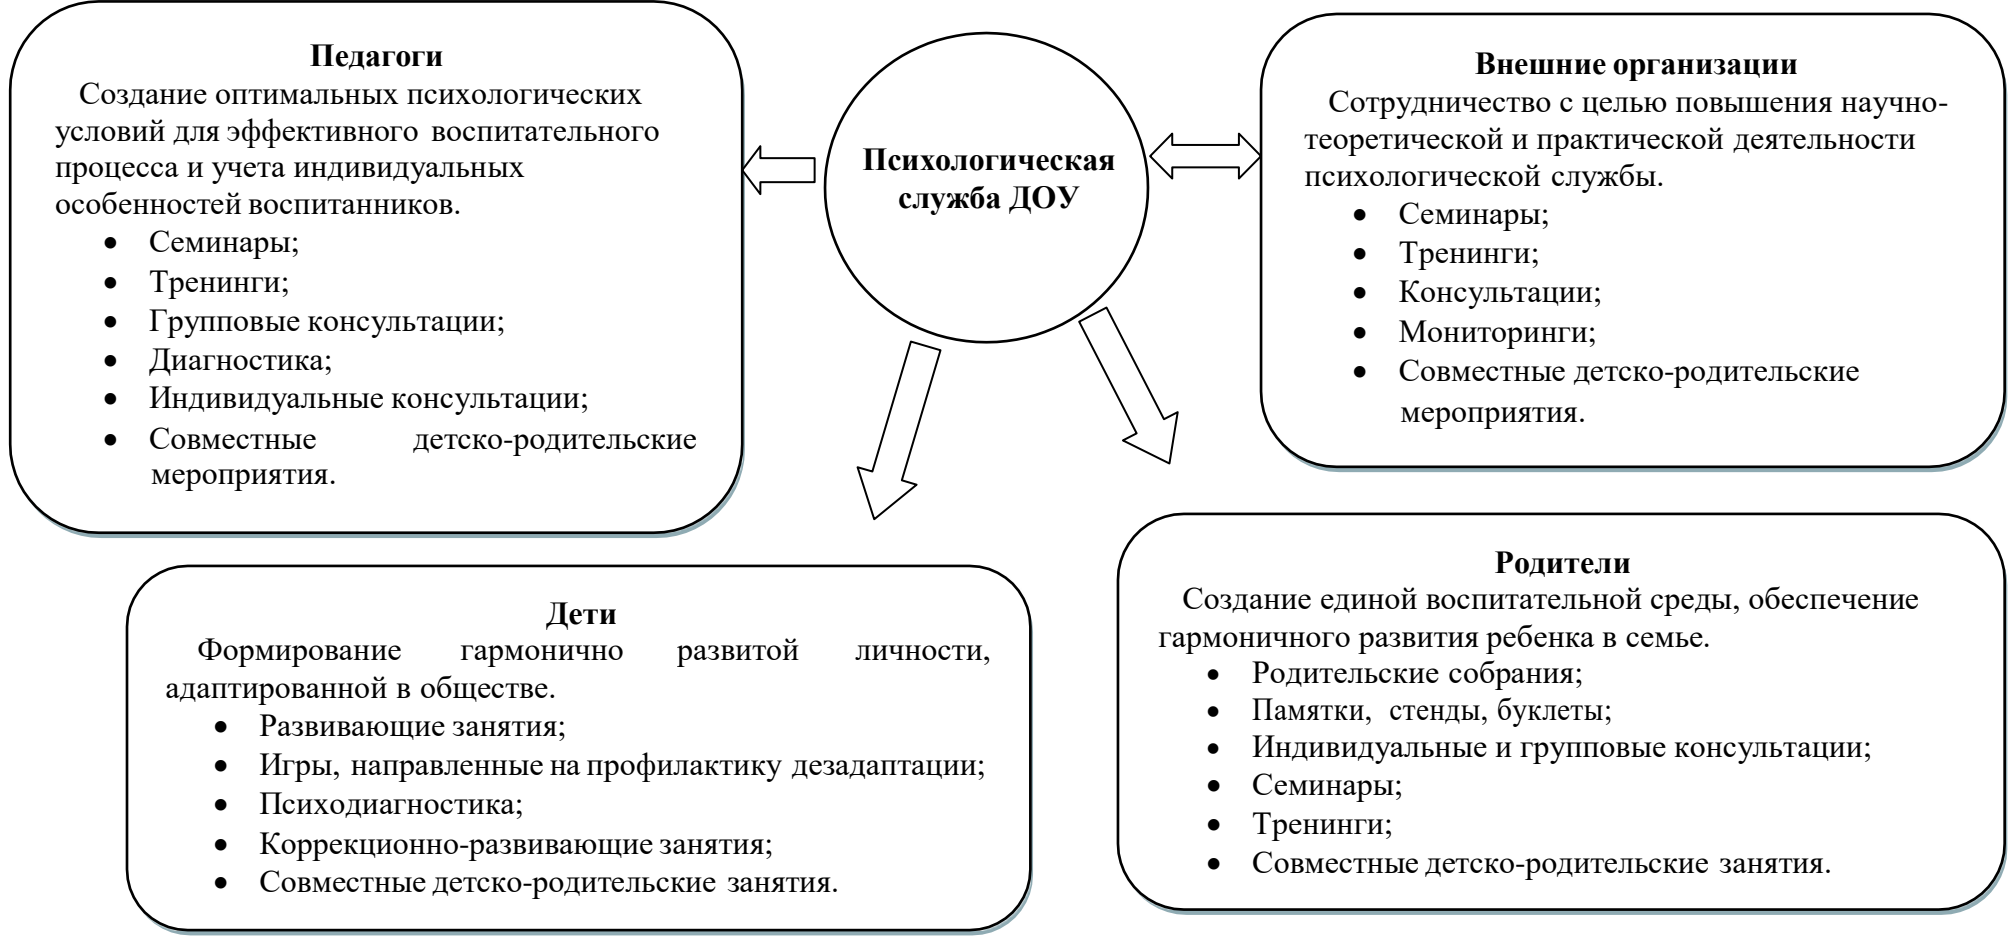 Педагоги
Создание оптимальных психологических
условий для эффективного воспитательного
процесса и учета индивидуальных
особенностей воспитанников.
• Семинары;
• Тренинги;
• Групповые консультации;
• Диагностика;
• Индивидуальные консультации;
• Совместные детско-родительские
мероприятия.
Психологическая
служба ДОУ
Внешние организации
Сотрудничество с целью повышения научно-
теоретической и практической деятельности
психологической службы.
• Семинары;
• Тренинги;
• Консультации;
• Мониторинги;
• Совместные детско-родительские
мероприятия.
Дети
Формирование гармонично развитой личности,
адаптированной в обществе.
• Развивающие занятия;
• Игры, направленные на профилактику дезадаптации;
• Психодиагностика;
• Коррекционно-развивающие занятия;
• Совместные детско-родительские занятия.
Родители
Создание единой воспитательной среды, обеспечение
гармоничного развития ребенка в семье.
• Родительские собрания;
• Памятки, стенды, буклеты;
• Индивидуальные и групповые консультации;
• Семинары;
• Тренинги;
• Совместные детско-родительские занятия.